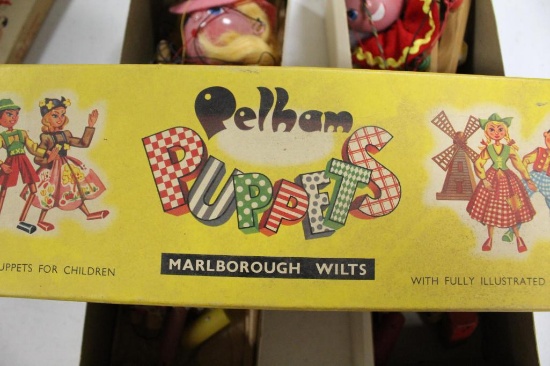 Pelham
PUPPETS
MARLBOROUGH WILTS
UPPETS FOR CHILDREN
WITH FULLY ILLUSTRATED